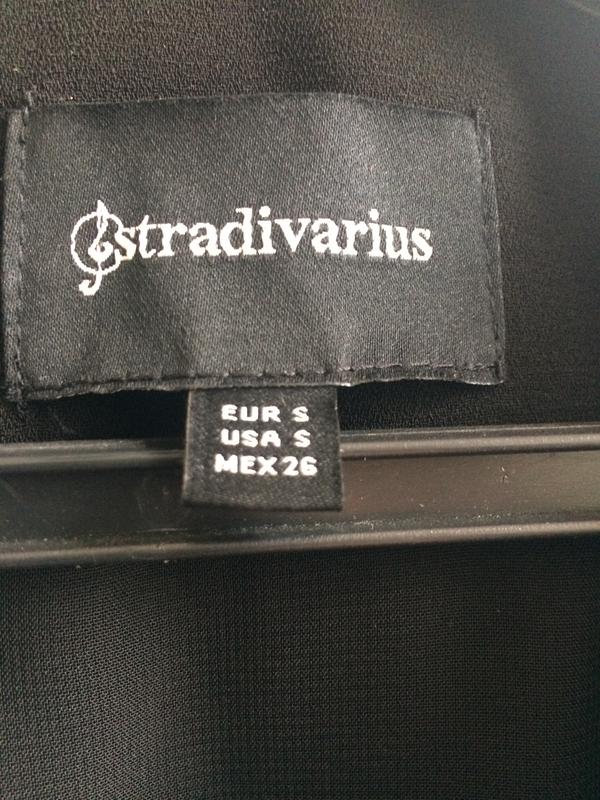 stradivarius
EUR S
USA S
MEX 26